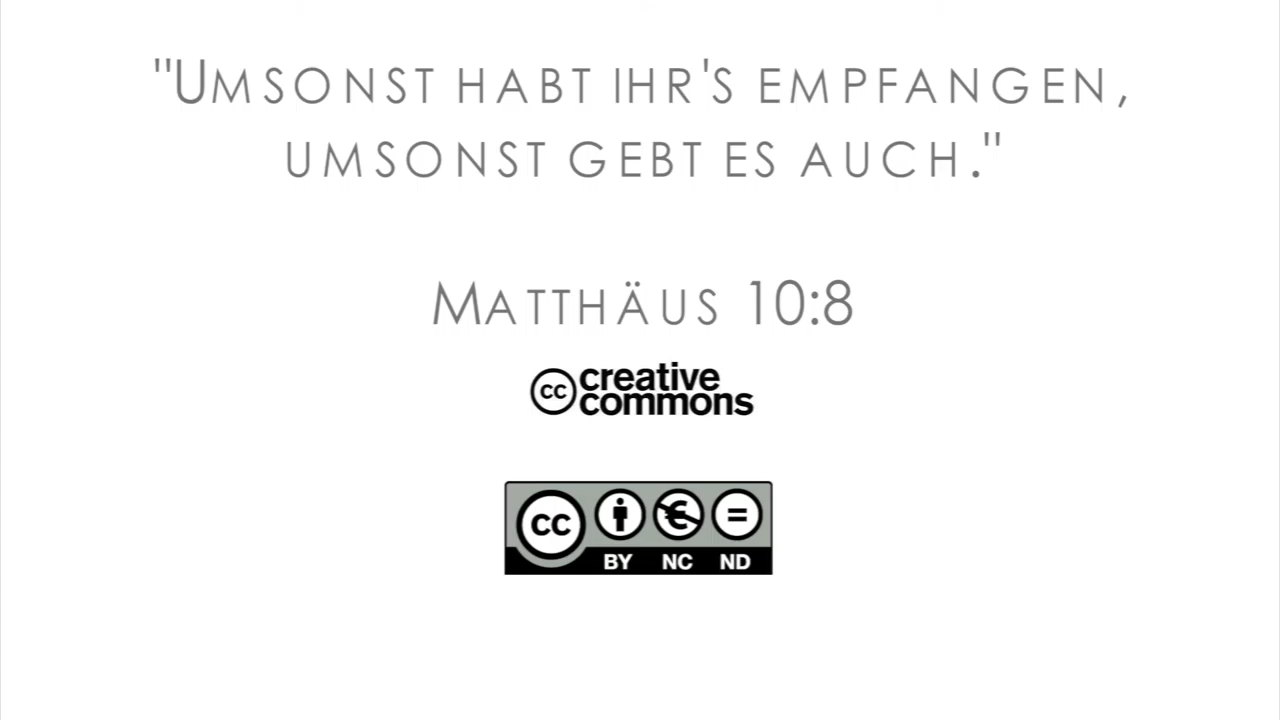 "UMSONST HABT IHR'S EMPFANGEN,
UMSONST GEBT ES AUCH."
MATTHÄUS 10:8
cc creative
commons
cc BY NC ND